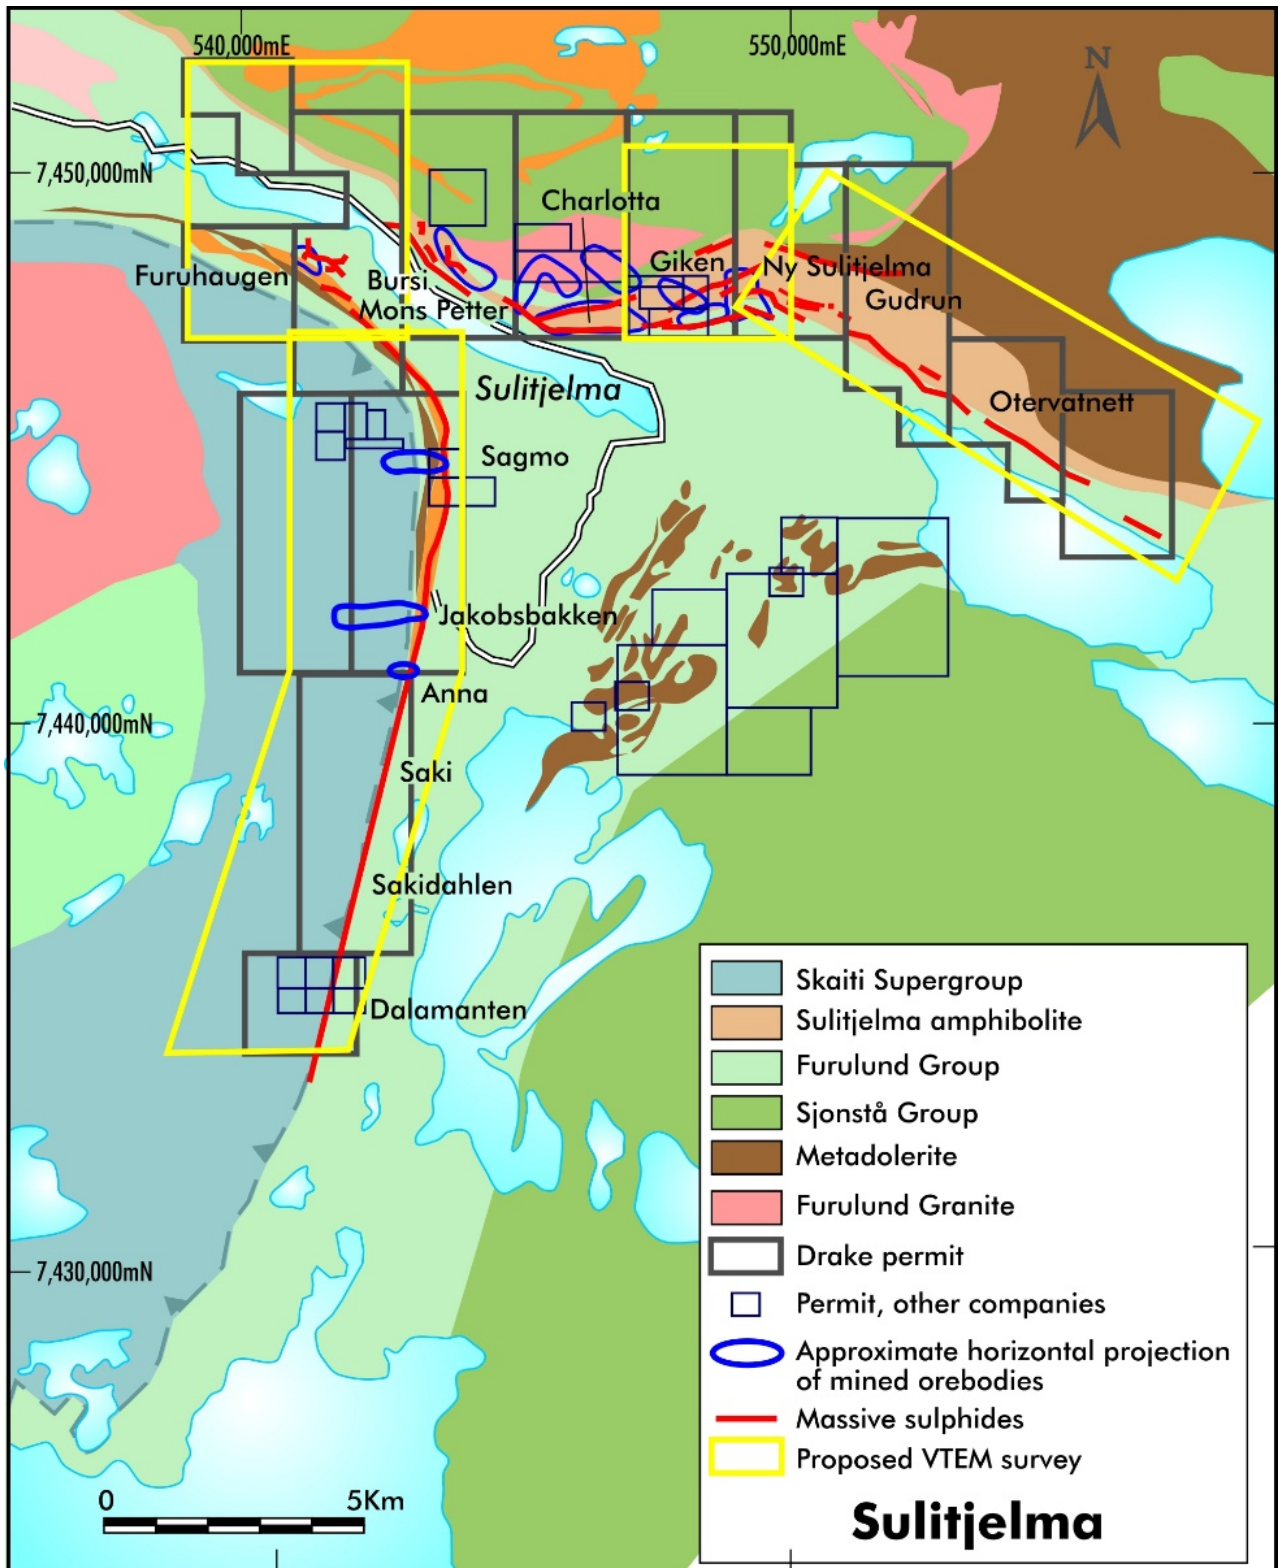 540,000mE
550,000mE
N
7,450,000mN
Charlotta
Furuhaugen
Bursi
Giken
Ny Sulitjelma
Mons Petter
Gudrun
Sulitjelma
Otervatnett
Sagmo
Jakobsbakken
Anna
7,440,000mN
Saki
Sakidahlen
Dalamanten
7,430,000mN
Skaiti Supergroup
Sulitjelma amphibolite
Furulund Group
Sjonstå Group
Metadolerite
Furulund Granite
Drake permit
Permit, other companies
Approximate horizontal projection
of mined orebodies
Massive sulphides
Proposed VTEM survey
0 5Km
Sulitjelma